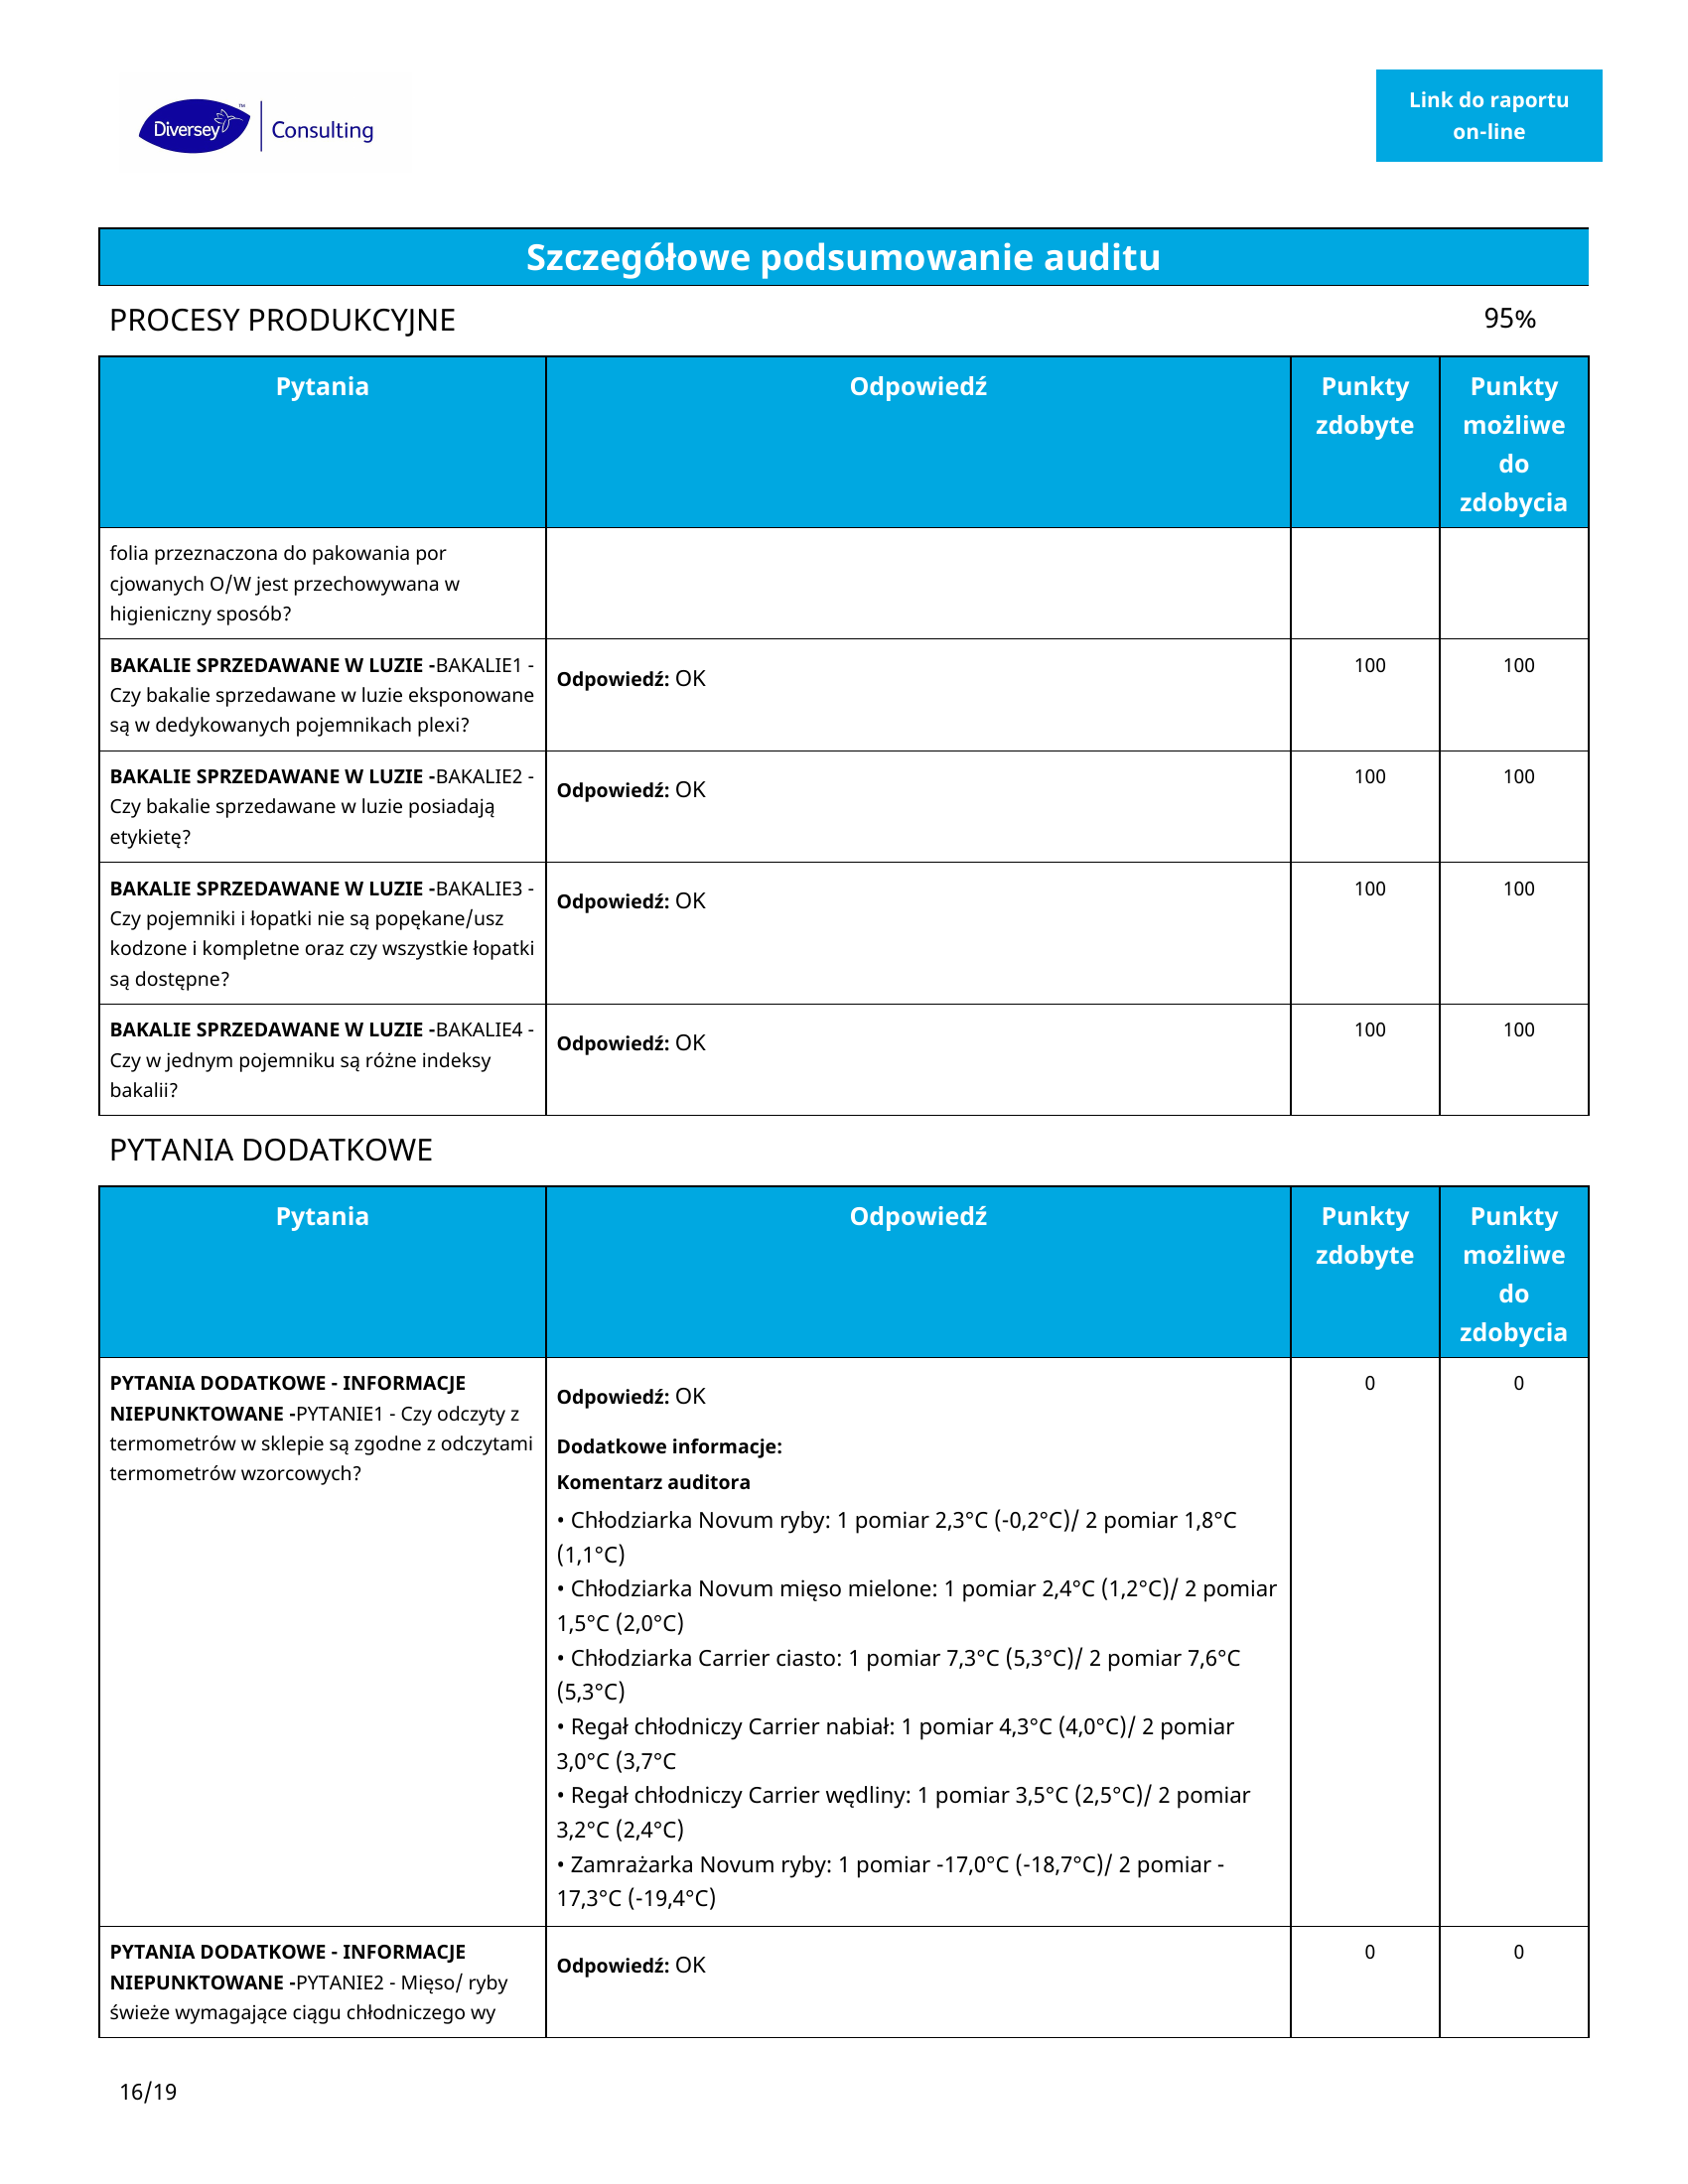 Diversey™ Consulting
Link do raportu
on-line
Szczegółowe podsumowanie auditu
PROCESY PRODUKCYJNE 95%
Pytania Odpowiedź Punkty zdobyte Punkty możliwe do zdobycia
folia przeznaczona do pakowania por
cjowanych O/W jest przechowywana w
higieniczny sposób?
BAKALIE SPRZEDAWANE W LUZIE -BAKALIE1 -
Czy bakalie sprzedawane w luzie eksponowane
są w dedykowanych pojemnikach plexi?
Odpowiedź: OK
100 100
BAKALIE SPRZEDAWANE W LUZIE -BAKALIE2 -
Czy bakalie sprzedawane w luzie posiadają
etykietę?
Odpowiedź: OK
100 100
BAKALIE SPRZEDAWANE W LUZIE -BAKALIE3 -
Czy pojemniki i łopatki nie są popękane/usz
kodzone i kompletne oraz czy wszystkie łopatki
są dostępne?
Odpowiedź: OK
100 100
BAKALIE SPRZEDAWANE W LUZIE -BAKALIE4 -
Czy w jednym pojemniku są różne indeksy
bakalii?
Odpowiedź: OK
100 100
PYTANIA DODATKOWE
Pytania Odpowiedź Punkty zdobyte Punkty możliwe do zdobycia
PYTANIA DODATKOWE - INFORMACJE
NIEPUNKTOWANE -PYTANIE1 - Czy odczyty z
termometrów w sklepie są zgodne z odczytami
termometrów wzorcowych?
Odpowiedź: OK
Dodatkowe informacje:
Komentarz auditora
• Chłodziarka Novum ryby: 1 pomiar 2,3°C (-0,2°C)/ 2 pomiar 1,8°C
(1,1°C)
• Chłodziarka Novum mięso mielone: 1 pomiar 2,4°C (1,2°C)/ 2 pomiar
1,5°C (2,0°C)
• Chłodziarka Carrier ciasto: 1 pomiar 7,3°C (5,3°C)/ 2 pomiar 7,6°C
(5,3°C)
• Regał chłodniczy Carrier nabiał: 1 pomiar 4,3°C (4,0°C)/ 2 pomiar
3,0°C (3,7°C
• Regał chłodniczy Carrier wędliny: 1 pomiar 3,5°C (2,5°C)/ 2 pomiar
3,2°C (2,4°C)
• Zamrażarka Novum ryby: 1 pomiar -17,0°C (-18,7°C)/ 2 pomiar -
17,3°C (-19,4°C)
0 0
PYTANIA DODATKOWE - INFORMACJE
NIEPUNKTOWANE -PYTANIE2 - Mięso/ ryby
świeże wymagające ciągu chłodniczego wy
Odpowiedź: OK
0 0
16/19